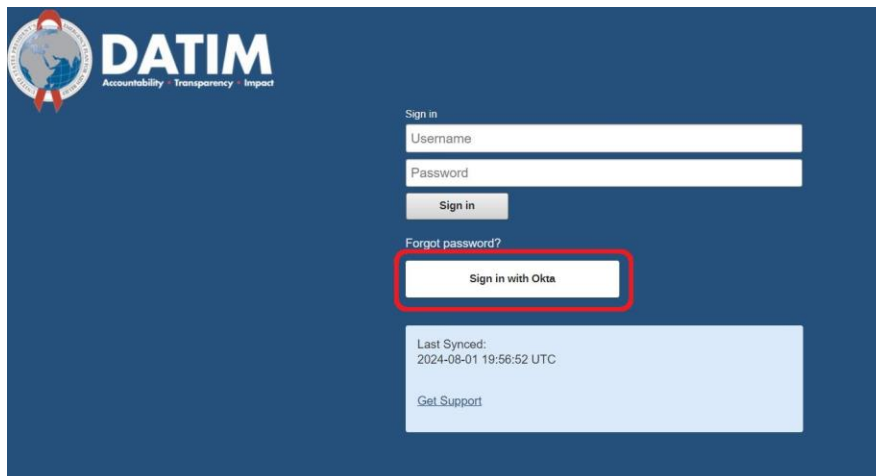 DATIM
Accountability · Transparency · Impact
Sign in
Username
Password
Sign in
Forgot password?
Sign in with Okta
Last Synced:
2024-08-01 19:56:52 UTC
Get Support